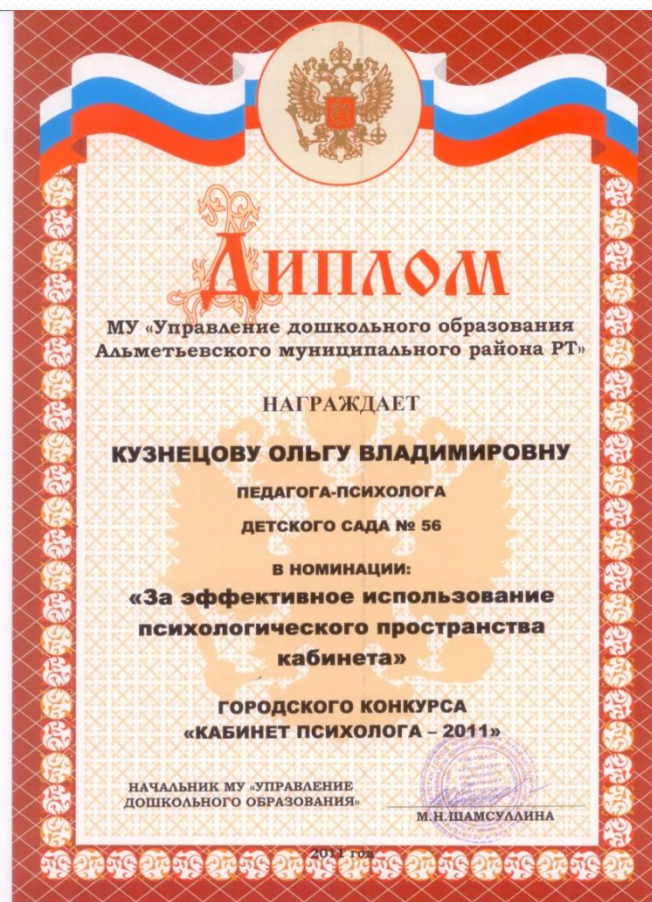 Диплом
МУ «Управление дошкольного образования
Альметьевского муниципального района РТ»
НАГРАЖДАЕТ
КУЗНЕЦОВУ ОЛЬГУ ВЛАДИМИРОВНУ
ПЕДАГОГА-ПСИХОЛОГА
ДЕТСКОГО САДА № 56
В НОМИНАЦИИ:
«За эффективное использование
психологического пространства
кабинета»
ГОРОДСКОГО КОНКУРСА
«КАБИНЕТ ПСИХОЛОГА – 2011»
НАЧАЛЬНИК МУ «УПРАВЛЕНИЕ
ДОШКОЛЬНОГО ОБРАЗОВАНИЯ»
М.Н.ШАМСУЛЛИНА
2011 год